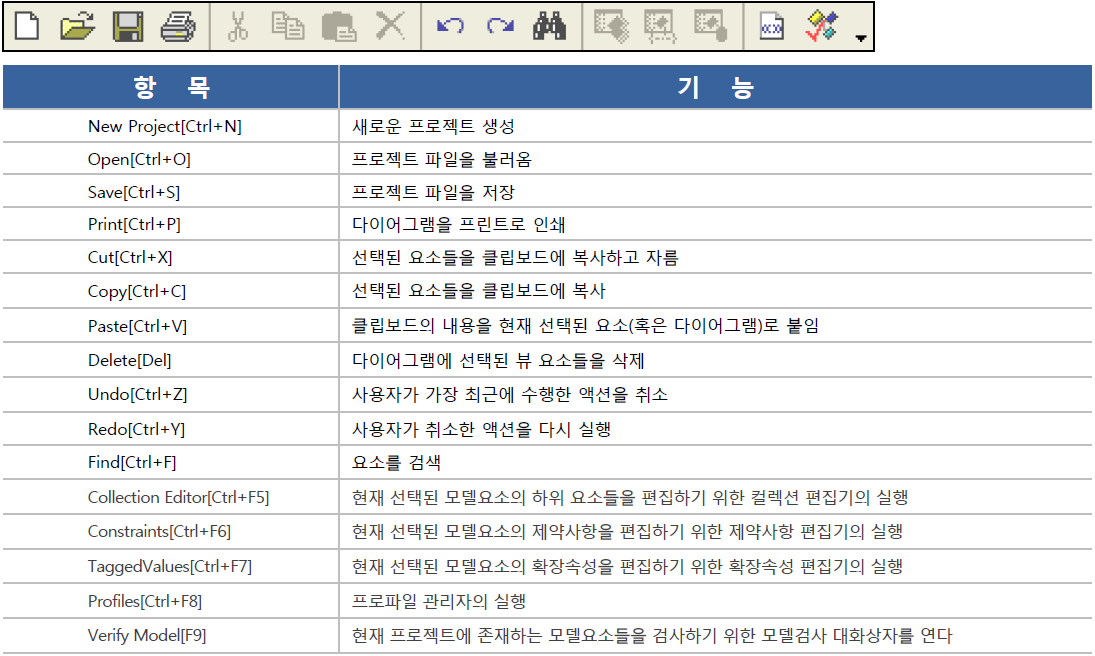 항 목 기 능
New Project[Ctrl+N] 새로운 프로젝트 생성
Open[Ctrl+O] 프로젝트 파일을 불러옴
Save[Ctrl+S] 프로젝트 파일을 저장
Print[Ctrl+P] 다이어그램을 프린트로 인쇄
Cut[Ctrl+X] 선택된 요소들을 클립보드에 복사하고 자름
Copy[Ctrl+C] 선택된 요소들을 클립보드에 복사
Paste[Ctrl+V] 클립보드의 내용을 현재 선택된 요소(혹은 다이어그램)로 붙임
Delete[Del] 다이어그램에 선택된 뷰 요소들을 삭제
Undo[Ctrl+Z] 사용자가 가장 최근에 수행한 액션을 취소
Redo[Ctrl+Y] 사용자가 취소한 액션을 다시 실행
Find[Ctrl+F] 요소를 검색
Collection Editor[Ctrl+F5] 현재 선택된 모델요소의 하위 요소들을 편집하기 위한 컬렉션 편집기의 실행
Constraints[Ctrl+F6] 현재 선택된 모델요소의 제약사항을 편집하기 위한 제약사항 편집기의 실행
TaggedValues[Ctrl+F7] 현재 선택된 모델요소의 확장속성을 편집하기 위한 확장속성 편집기의 실행
Profiles[Ctrl+F8] 프로파일 관리자의 실행
Verify Model[F9] 현재 프로젝트에 존재하는 모델요소들을 검사하기 위한 모델검사 대화상자를 연다